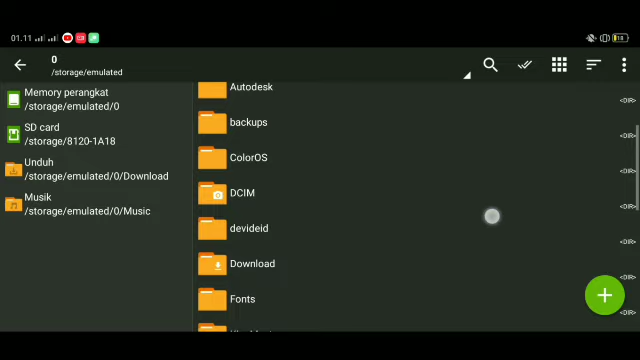 01.11
18
0
/storage/emulated
Memory perangkat
/storage/emulated/0
SD card
/storage/8120-1A18
Unduh
/storage/emulated/0/Download
Musik
/storage/emulated/0/Music
Autodesk
<DIR>
backups
<DIR>
ColorOS
<DIR>
DCIM
<DIR>
devideid
<DIR>
Download
<DIR>
Fonts
<DIR>